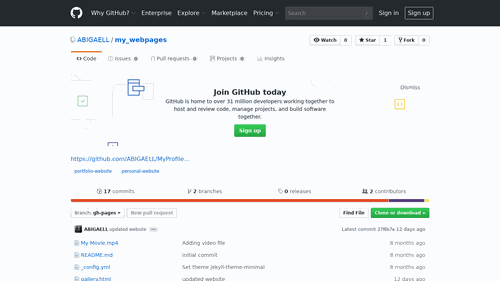 Why GitHub? Enterprise Explore Marketplace Pricing Search Sign in Sign up
ABIGAELL / my_webpages
Watch 0 Star 1 Fork 0
Code Issues 0 Pull requests 0 Projects 0 Insights
Join GitHub today
Dismiss
GitHub is home to over 31 million developers working together to
host and review code, manage projects, and build software
together.
Sign up
https://github.com/ABIGAELL/MyProfile...
portfolio-website personal-website
17 commits 2 branches 0 releases 2 contributors
Branch: gh-pages New pull request Find File Clone or download
ABIGAELL updated website Latest commit 12 days ago
My Movie.mp4 Adding video file 8 months ago
README.md Initial commit 8 months ago
_config.yml Set theme jekyll-theme-minimal 8 months ago
gallery.html updated website 12 days ago